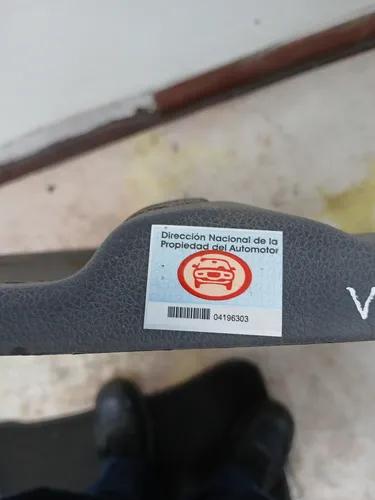 Dirección Nacional de la
Propiedad del Automotor
04196303
V